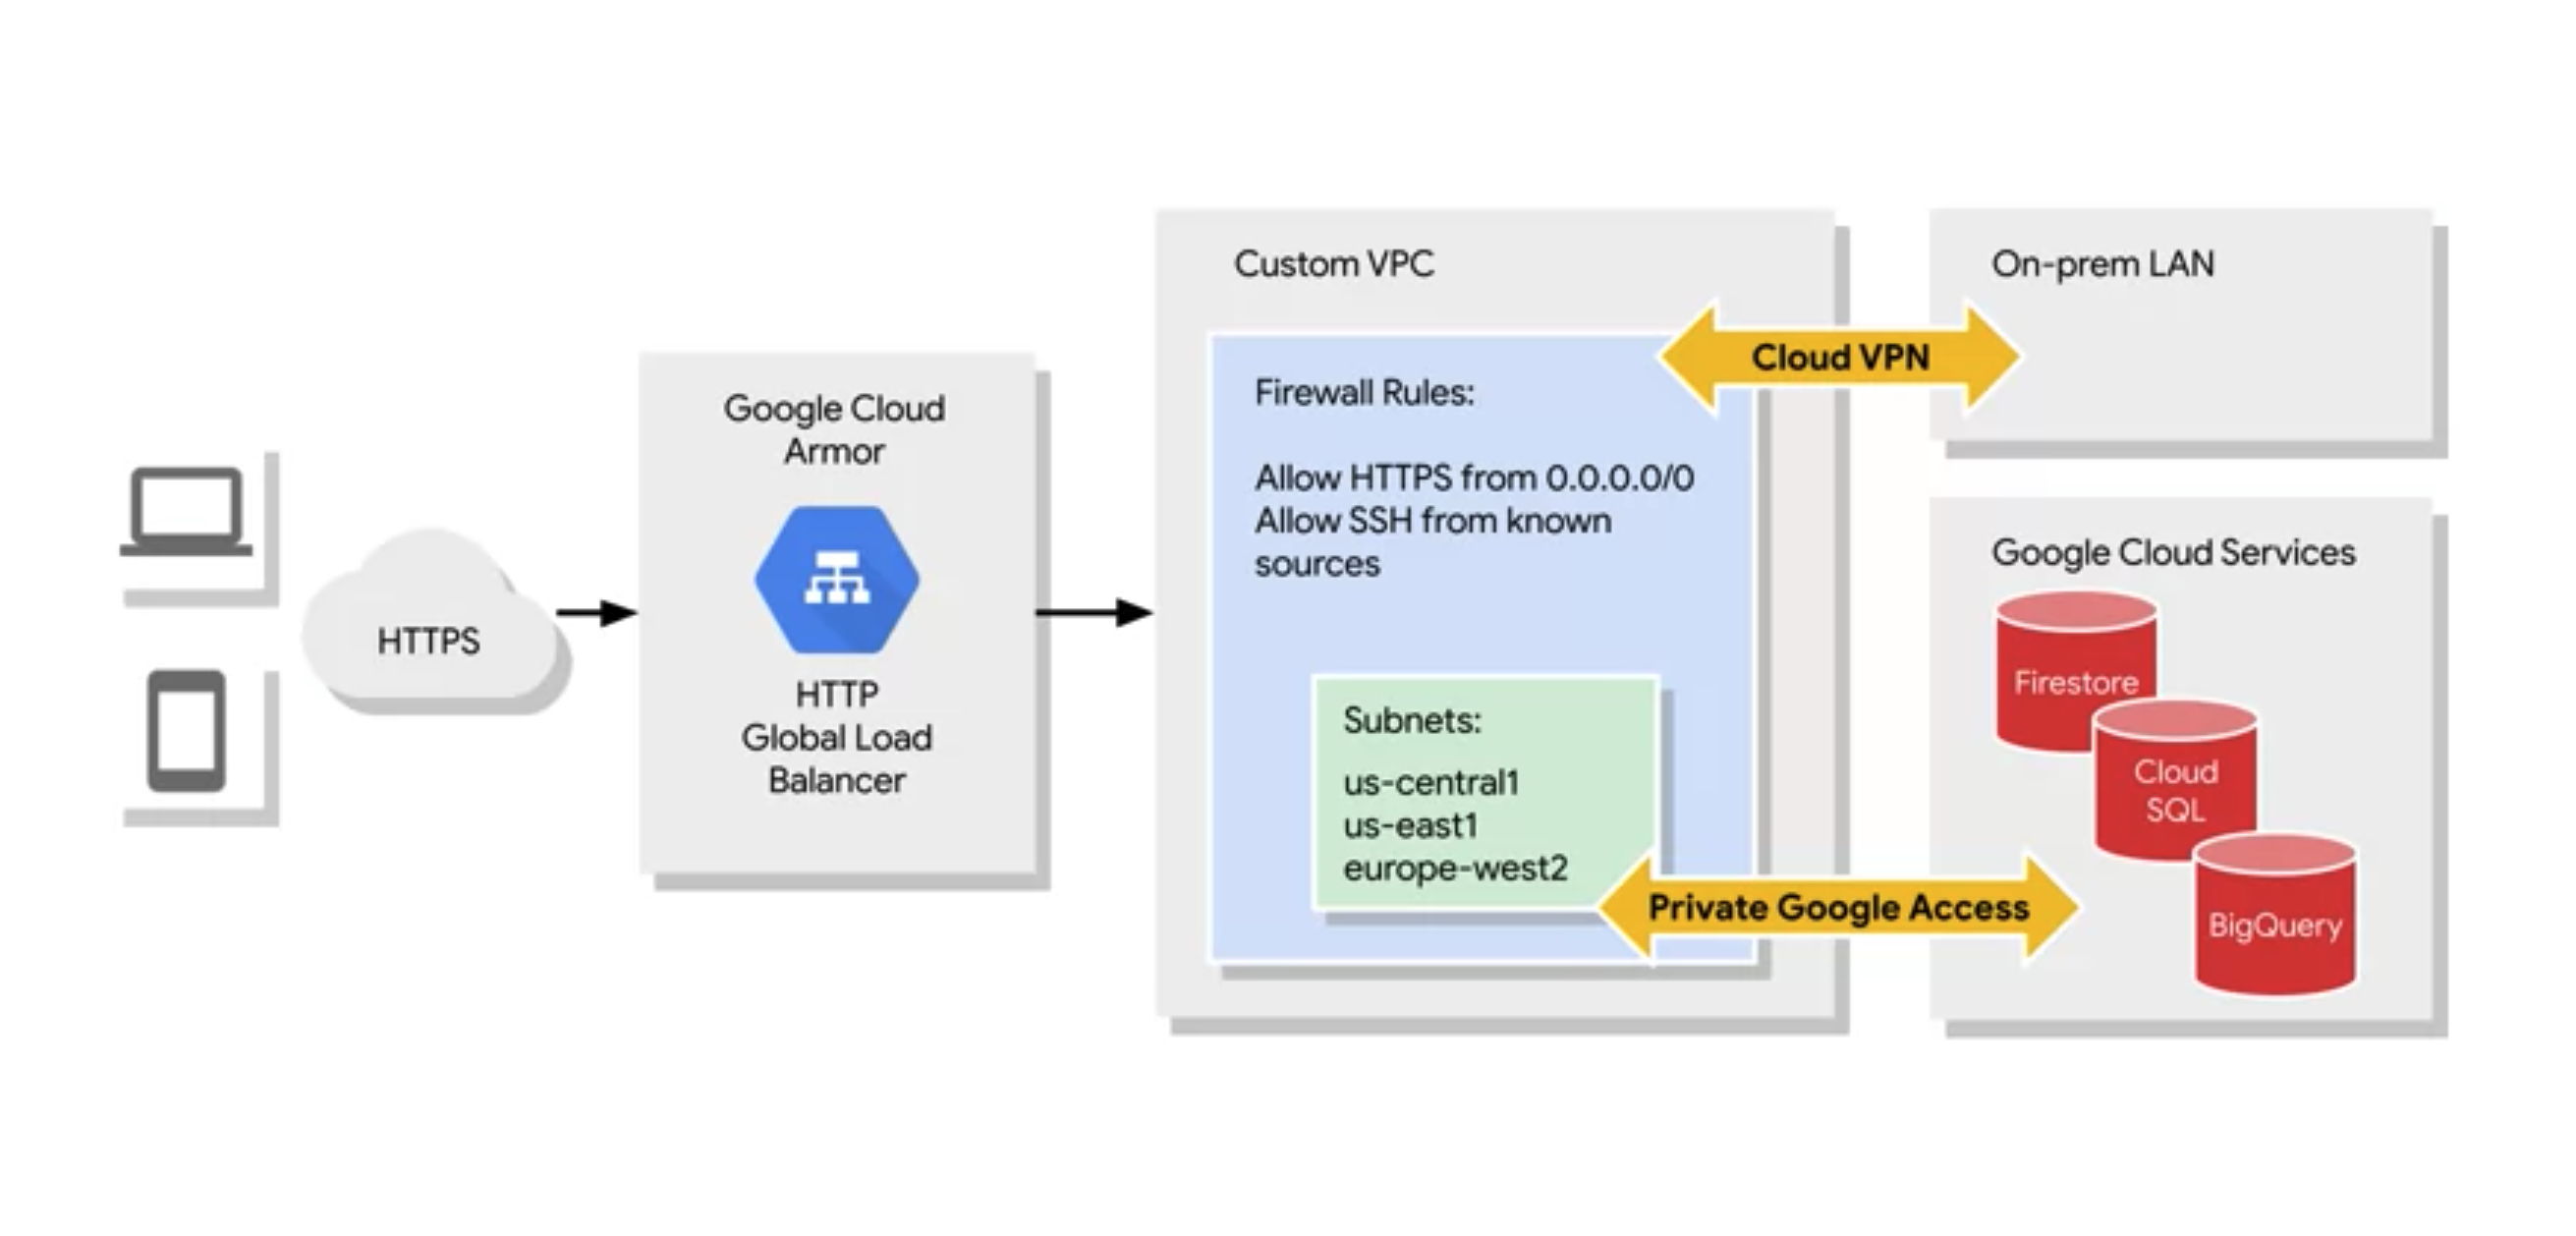 HTTPS
Google Cloud
Armor
HTTP
Global Load
Balancer
Custom VPC
Firewall Rules:
Allow HTTPS from 0.0.0.0/0
Allow SSH from known
sources
Subnets:
us-central1
us-east1
europe-west2
Cloud VPN
On-prem LAN
Private Google Access
Google Cloud Services
Firestore
Cloud
SQL
BigQuery